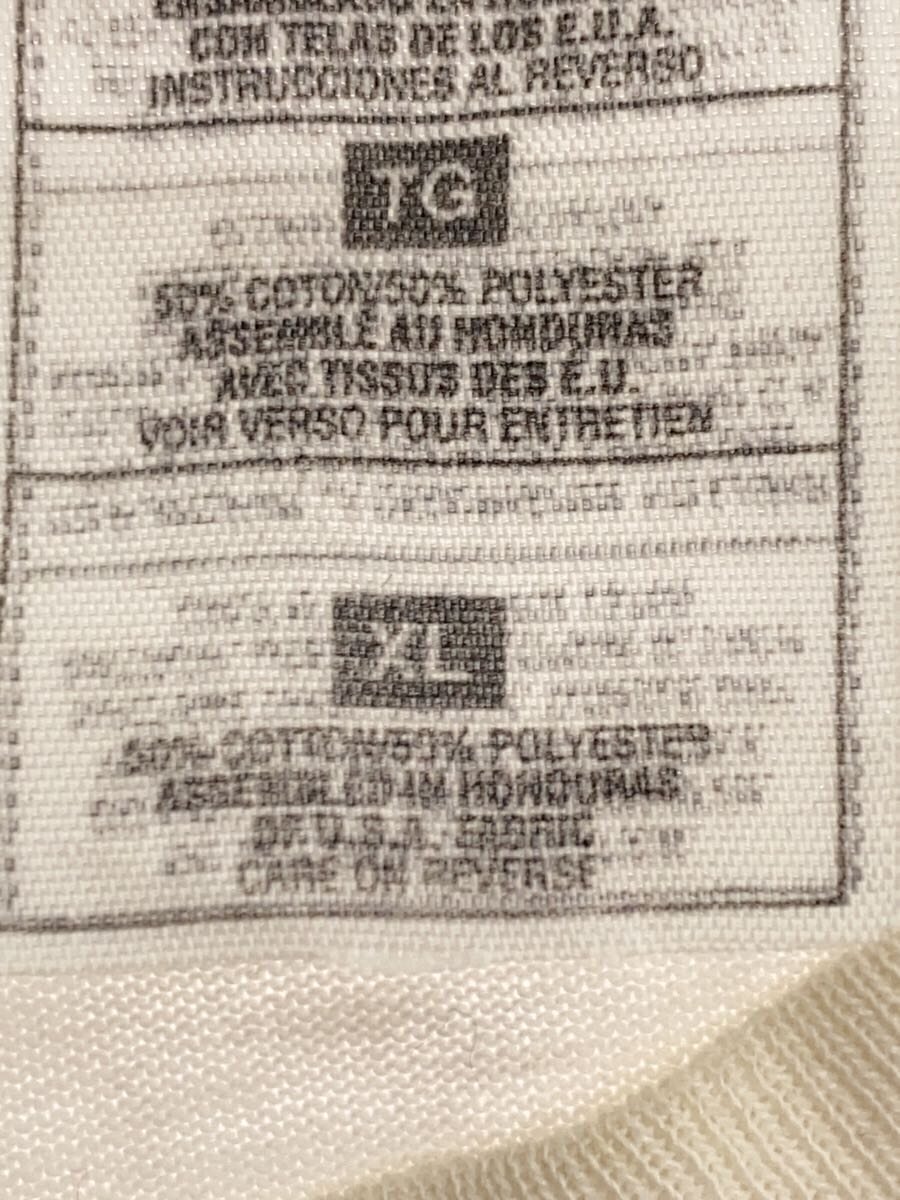 CON TELAS DE LOS E.U.A.
INSTRUCCIONES AL REVERSO
TG
50% COTON/50% POLYESTER
ASSEMBLÉ AU HONDURAS
AVEC TISSUS DES É.U.
VOIR VERSO POUR ENTRETIEN
XL
50% COTTON/50% POLYESTER
ASSEMBLED IN HONDURAS
OF U.S.A. FABRIC
CARE ON REVERSE